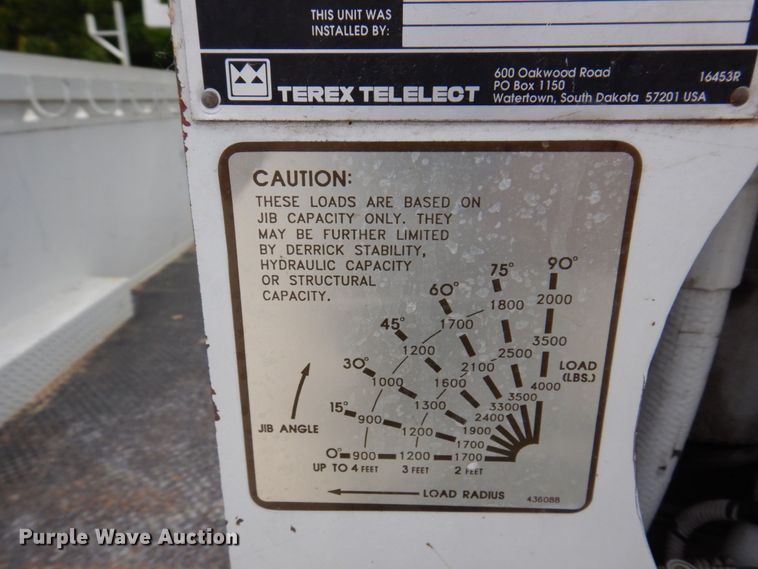 THIS UNIT WAS
INSTALLED BY:
TEREX TELELECT
600 Oakwood Road
PO Box 1150
Watertown, South Dakota 57201 USA
16453R
CAUTION:
THESE LOADS ARE BASED ON
JIB CAPACITY ONLY. THEY
MAY BE FURTHER LIMITED
BY DERRICK STABILITY,
HYDRAULIC CAPACITY
OR STRUCTURAL
CAPACITY.
90°
2000
3500
4000
75°
1800
2500
3500
60°
1700
2100
3300
45°
1200
1600
2400
30°
1000
1300
1900
15°
900
1200
1700
0°
900
1200
1700
LOAD
(LBS.)
JIB ANGLE
UP TO 4 FEET 3 FEET 2 FEET
LOAD RADIUS
436088
Purple Wave Auction